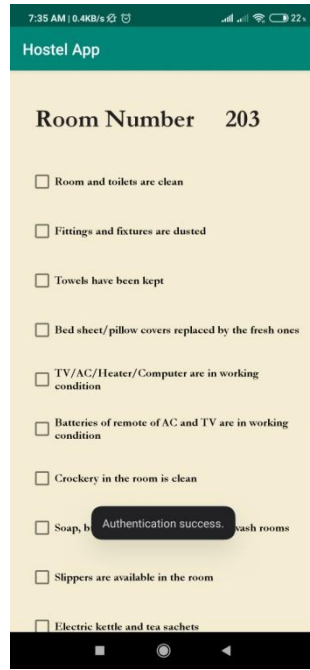 7:35 AM | 0.4KB/s
22%
Hostel App
Room Number 203
Room and toilets are clean
Fittings and fixtures are dusted
Towels have been kept
Bed sheet/pillow covers replaced by the fresh ones
TV/AC/Heater/Computer are in working
condition
Batteries of remote of AC and TV are in working
condition
Crockery in the room is clean
Soap, b
Authentication success.
wash rooms
Slippers are available in the room
Electric kettle and tea sachets